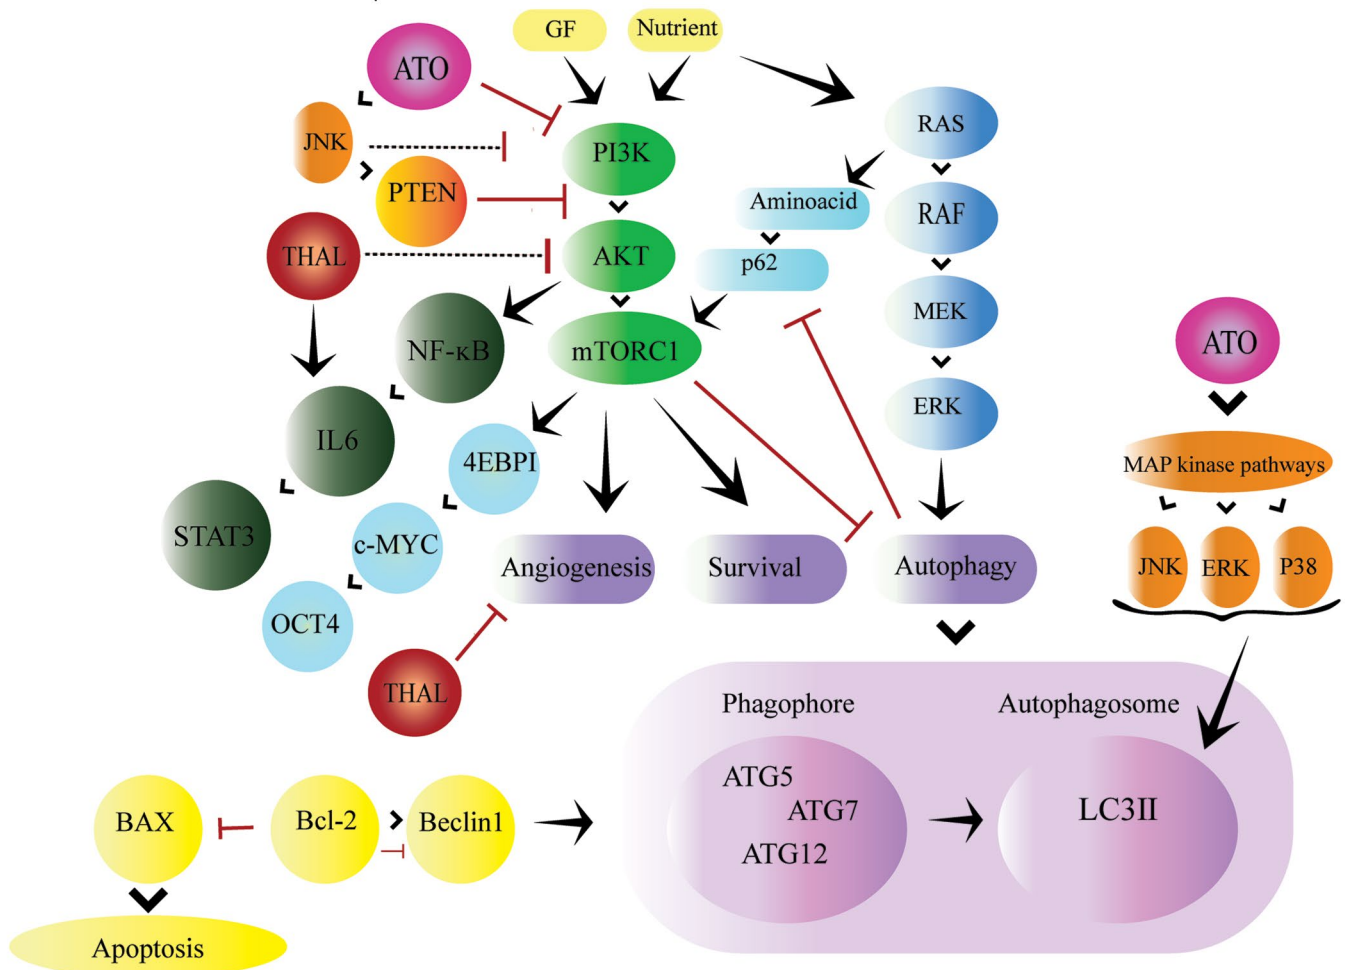 GF
Nutrient
ATO
RAS
JNK
PI3K
PTEN
Aminoacid
RAF
THAL
AKT
p62
MEK
NF-κB
mTORC1
ATO
ERK
IL6
4EBPI
MAP kinase pathways
STAT3
c-MYC
Angiogenesis
Survival
Autophagy
JNK
ERK
P38
OCT4
THAL
Phagophore
Autophagosome
ATG5
ATG7
ATG12
LC3II
BAX
Bcl-2
Beclin1
Apoptosis